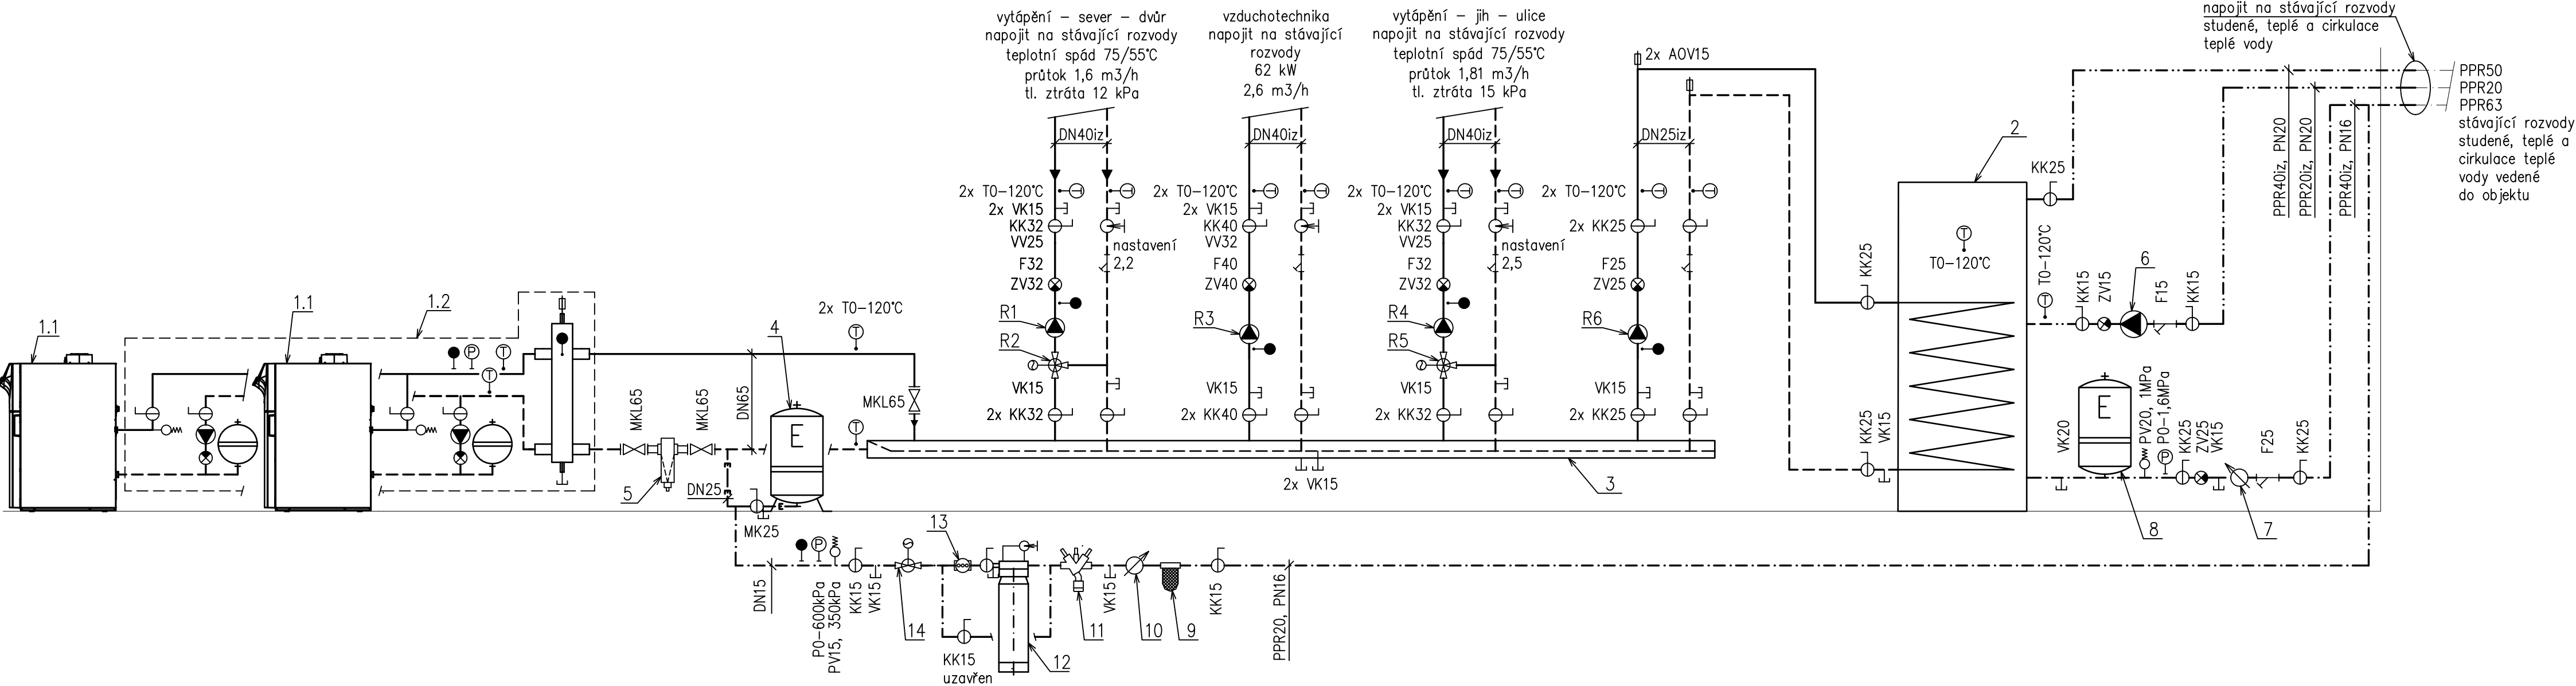 vytápění – sever – dvůr
napojit na stávající rozvody
teplotní spád 75/55°C
průtok 1,6 m3/h
tl. ztráta 12 kPa
vzduchotechnika
napojit na stávající
rozvody
62 kW
2,6 m3/h
vytápění – jih – ulice
napojit na stávající rozvody
teplotní spád 75/55°C
průtok 1,81 m3/h
tl. ztráta 15 kPa
2x AOV15
napojit na stávající rozvody
studené, teplé a cirkulace
teplé vody
PPR50
PPR20
PPR63
stávající rozvody
studené, teplé a
cirkulace teplé
vody vedené
do objektu
DN40iz
DN40iz
DN40iz
DN25iz
2x T0-120°C
2x VK15
KK32
VV25
F32
ZV32
R1
R2
VK15
2x KK32
nastavení
2,2
2x T0-120°C
2x VK15
KK40
VV32
F40
ZV40
R3
VK15
2x KK40
2x T0-120°C
2x VK15
KK32
VV25
F32
ZV32
R4
R5
VK15
2x KK32
nastavení
2,5
2x T0-120°C
2x KK25
F25
ZV25
R6
VK15
2x KK25
2
T
T0-120°C
KK25
KK25
KK25
VK15
T
T0-120°C
KK15
ZV15
6
F15
KK15
PPR40iz, PN20
PPR20iz, PN20
PPR40iz, PN16
VK20
E
8
PV20, 1MPa
P
P0-1,6MPa
KK25
ZV25
VK15
7
F25
KK25
1.1
1.1
1.2
P
T
T
2x T0-120°C
T
T
MKL65
MKL65
5
DN65
DN25
4
E
MK25
E
MKL65
2x VK15
3
DN15
P
P0-600kPa
PV15, 350kPa
KK15
VK15
14
13
KK15
uzavřen
12
11
VK15
10
9
KK15
PPR20, PN16